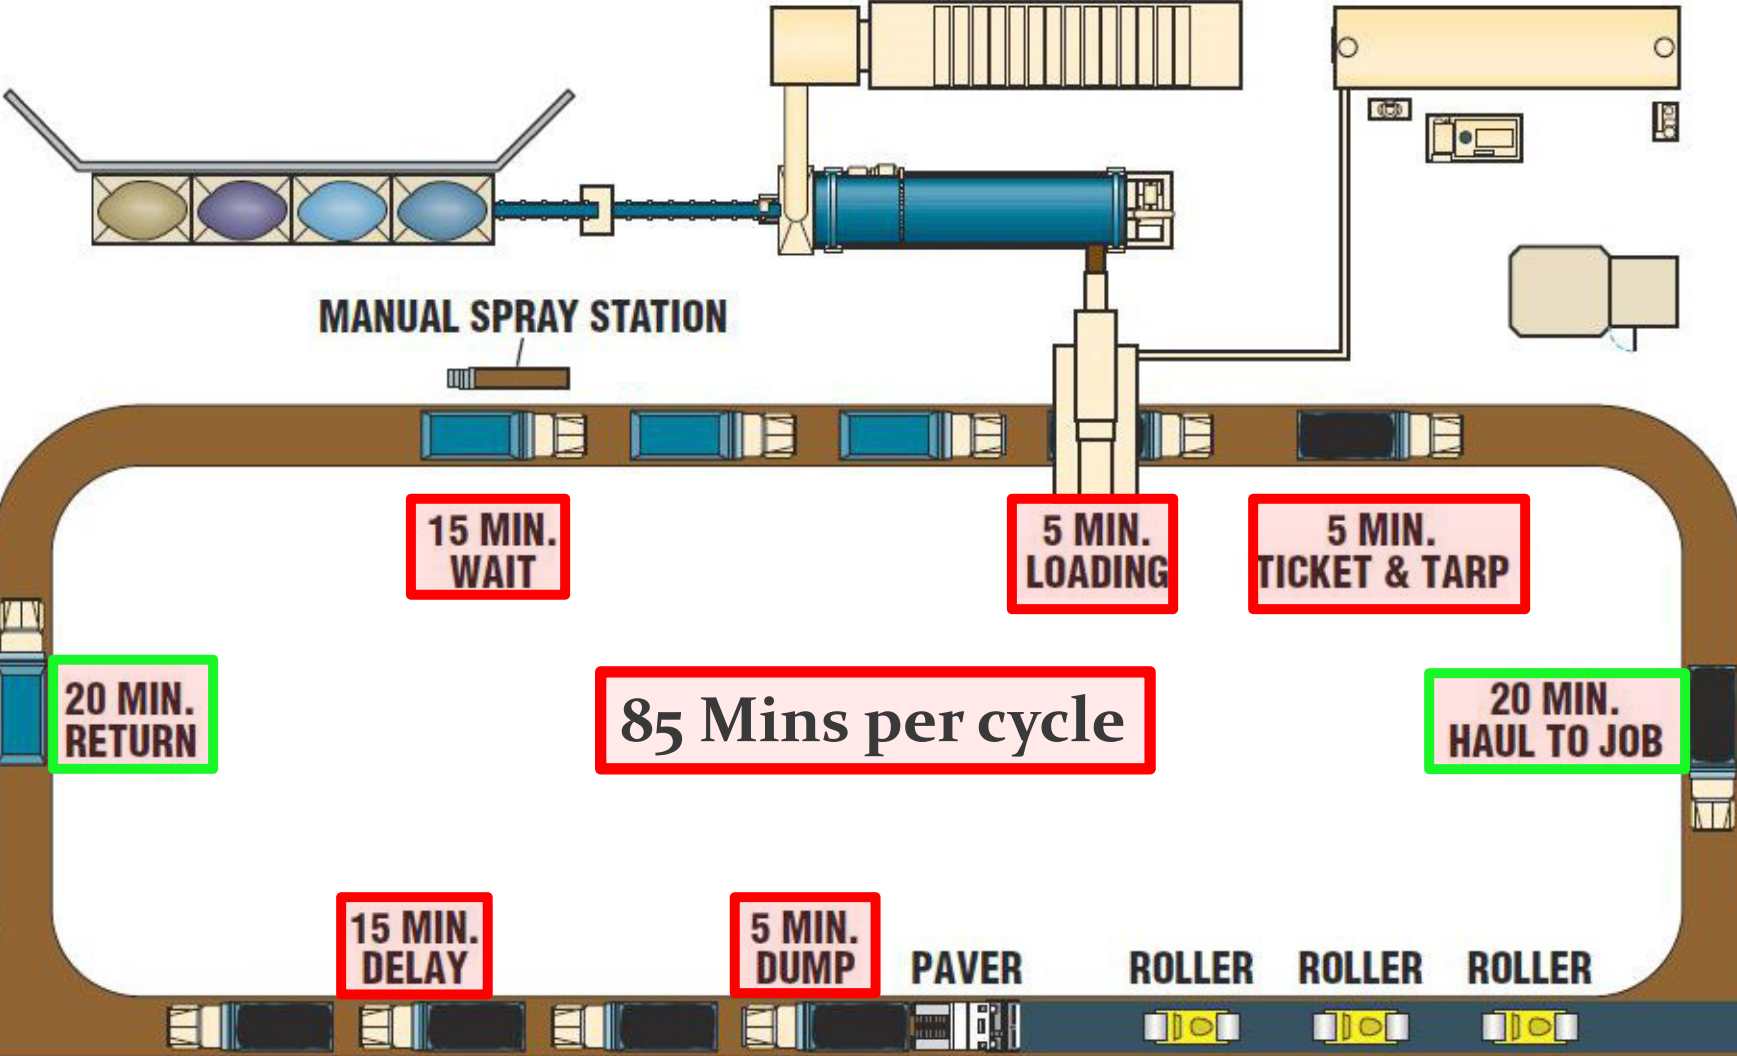 MANUAL SPRAY STATION
15 MIN.
WAIT
5 MIN.
LOADING
5 MIN.
TICKET & TARP
20 MIN.
RETURN
85 Mins per cycle
20 MIN.
HAUL TO JOB
15 MIN.
DELAY
5 MIN.
DUMP
PAVER
ROLLER
ROLLER
ROLLER